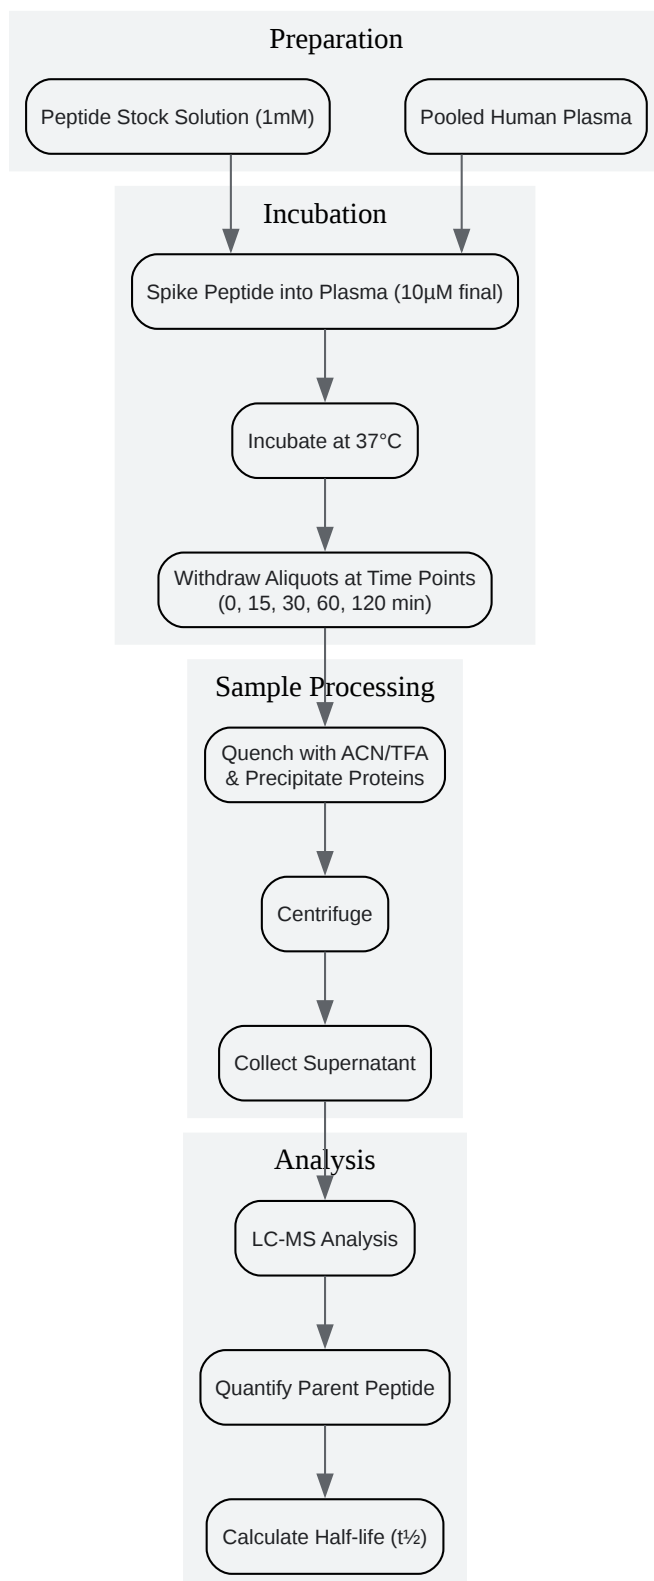 Preparation
Peptide Stock Solution (1mM)
Pooled Human Plasma
Incubation
Spike Peptide into Plasma (10µM final)
Incubate at 37°C
Withdraw Aliquots at Time Points
(0, 15, 30, 60, 120 min)
Sample Processing
Quench with ACN/TFA
& Precipitate Proteins
Centrifuge
Collect Supernatant
Analysis
LC-MS Analysis
Quantify Parent Peptide
Calculate Half-life (t½)